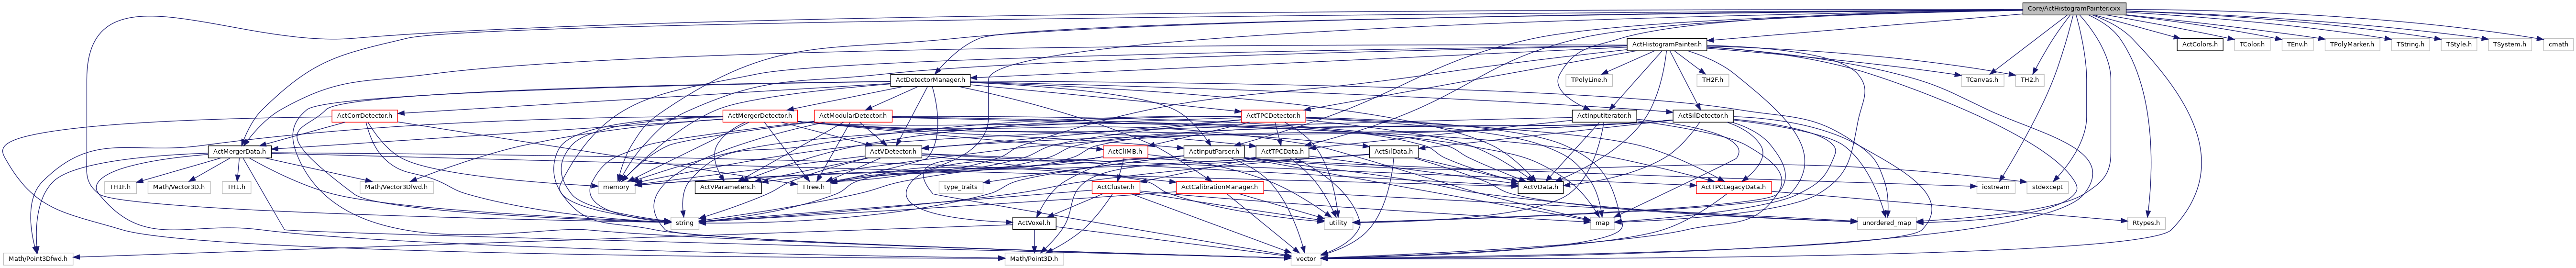 Core/ActHistogramPainter.cxx
ActHistogramPainter.h
ActColors.h
TColor.h
TEnv.h
TPolyMarker.h
TString.h
TStyle.h
TSystem.h
cmath
ActDetectorManager.h
TPolyLine.h
TH2F.h
TCanvas.h
TH2.h
ActCorrDetector.h
ActMergerDetector.h
ActModularDetector.h
ActTPCDetector.h
ActInputIterator.h
ActSilDetector.h
ActMergerData.h
ActVDetector.h
ActCliMB.h
ActInputParser.h
ActTPCData.h
ActSilData.h
TH1F.h
Math/Vector3D.h
TH1.h
Math/Vector3Dfwd.h
memory
ActVParameters.h
TTree.h
type_traits
ActCluster.h
ActCalibrationManager.h
ActVData.h
ActTPCLegacyData.h
iostream
stdexcept
string
ActVoxel.h
utility
map
unordered_map
Rtypes.h
Math/Point3Dfwd.h
Math/Point3D.h
vector